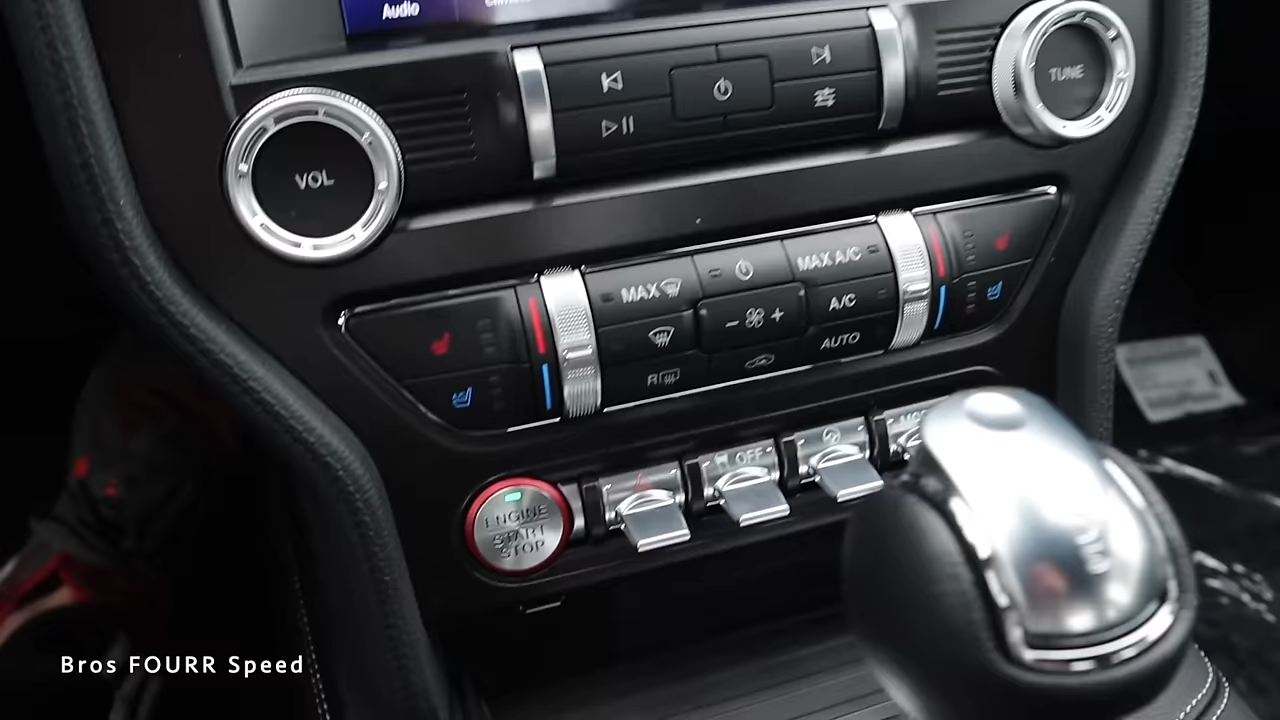 Audio
VOL
TUNE
MAX
MAX A/C
A/C
AUTO
R
OFF
ENGINE
START
STOP
Bros FOURR Speed